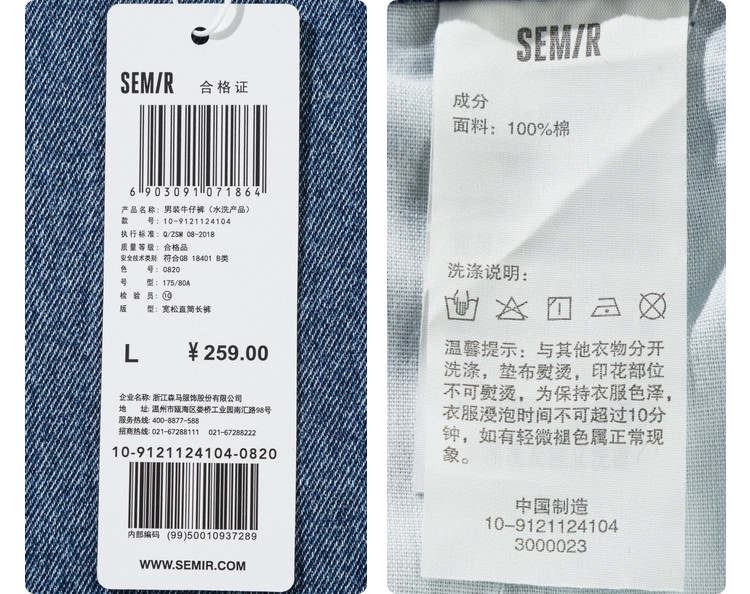 SEM/R 合格证
6 903091 071864
产品名称: 男装牛仔裤（水洗产品）
款 号: 10-9121124104
执行标准: Q/ZSM 08-2018
质量等级: 合格品
安全技术类别: 符合GB 18401 B类
色 号: 0820
号 型: 175/80A
检 验 员: ⑩
版 型: 宽松直筒长裤
L ¥ 259.00
企业名称: 浙江森马服饰股份有限公司
地 址: 温州市瓯海区娄桥工业园南汇路98号
服务热线: 400-8877-588
招商热线: 021-67288111 021-67288222
10-9121124104-0820
内部编码 (99)50010937289
WWW.SEMIR.COM
SEM/R
成分
面料: 100%棉
洗涤说明:
温馨提示: 与其他衣物分开
洗涤, 垫布熨烫, 印花部位
不可熨烫, 为保持衣服色泽,
衣服浸泡时间不可超过10分
钟, 如有轻微褪色属正常现
象。
中国制造
10-9121124104
3000023